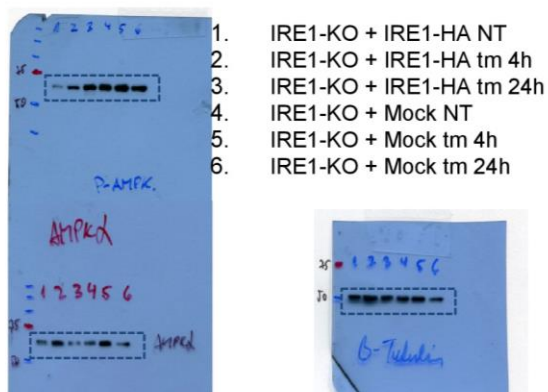 1 2 3 4 5 6
75
50
P-AMPK.
AMPKα
1 2 3 4 5 6
75
50
AMPKα
1. IRE1-KO + IRE1-HA NT
2. IRE1-KO + IRE1-HA tm 4h
3. IRE1-KO + IRE1-HA tm 24h
4. IRE1-KO + Mock NT
5. IRE1-KO + Mock tm 4h
6. IRE1-KO + Mock tm 24h
75
1 2 3 4 5 6
50
β-Tubulin